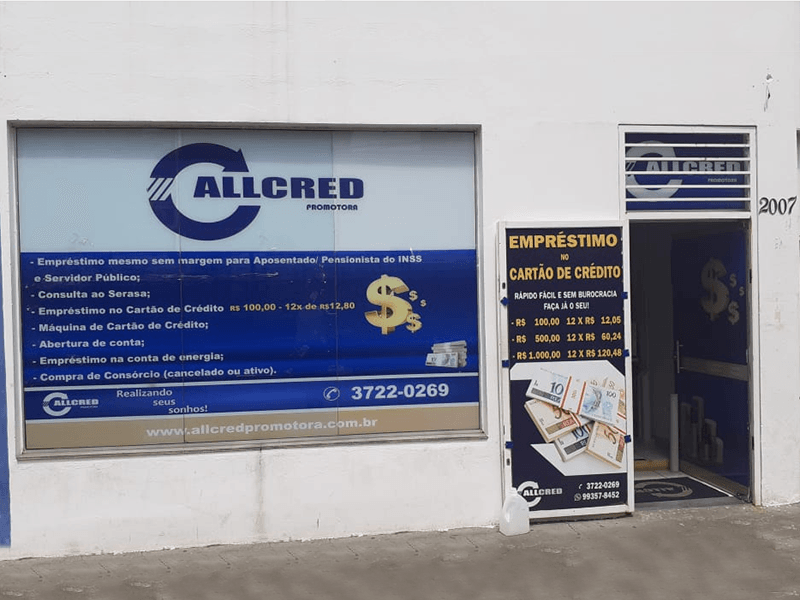 ALLCRED
PROMOTORA
- Empréstimo mesmo sem margem para Aposentado/ Pensionista do INSS
e Servidor Público;
- Consulta ao Serasa;
- Empréstimo no Cartão de Crédito R$ 100,00 - 12x de R$12,80
- Máquina de Cartão de Crédito;
- Abertura de conta;
- Empréstimo na conta de energia;
- Compra de Consórcio (cancelado ou ativo).
ALLCRED
Realizando
seus
sonhos!
3722-0269
www.allcredpromotora.com.br
EMPRÉSTIMO
NO
CARTÃO DE CRÉDITO
RÁPIDO FÁCIL E SEM BUROCRACIA
FAÇA JÁ O SEU!
- R$ 100,00 12 X R$ 12,05
- R$ 500,00 12 X R$ 60,24
- R$ 1.000,00 12 X R$ 120,48
ALLCRED
3722-0269
99357-8452
ALLCRED
PROMOTORA
2007